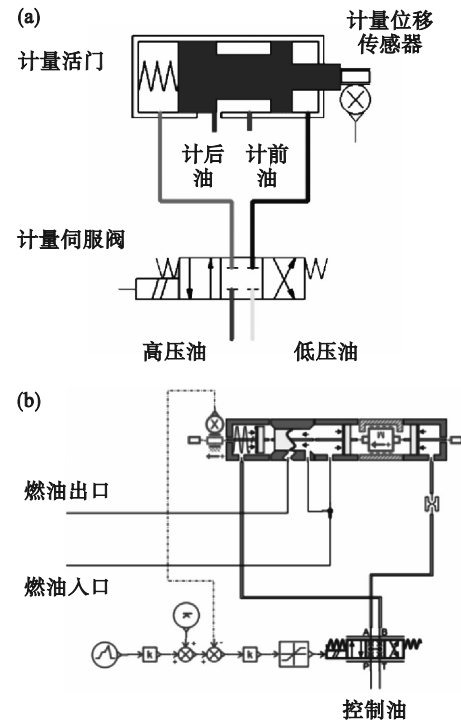 (a)
计量位移
传感器
计量活门
计后
油
计前
油
计量伺服阀
高压油
低压油
(b)
M
燃油出口
燃油入口
k
k
k
A B
P T
控制油